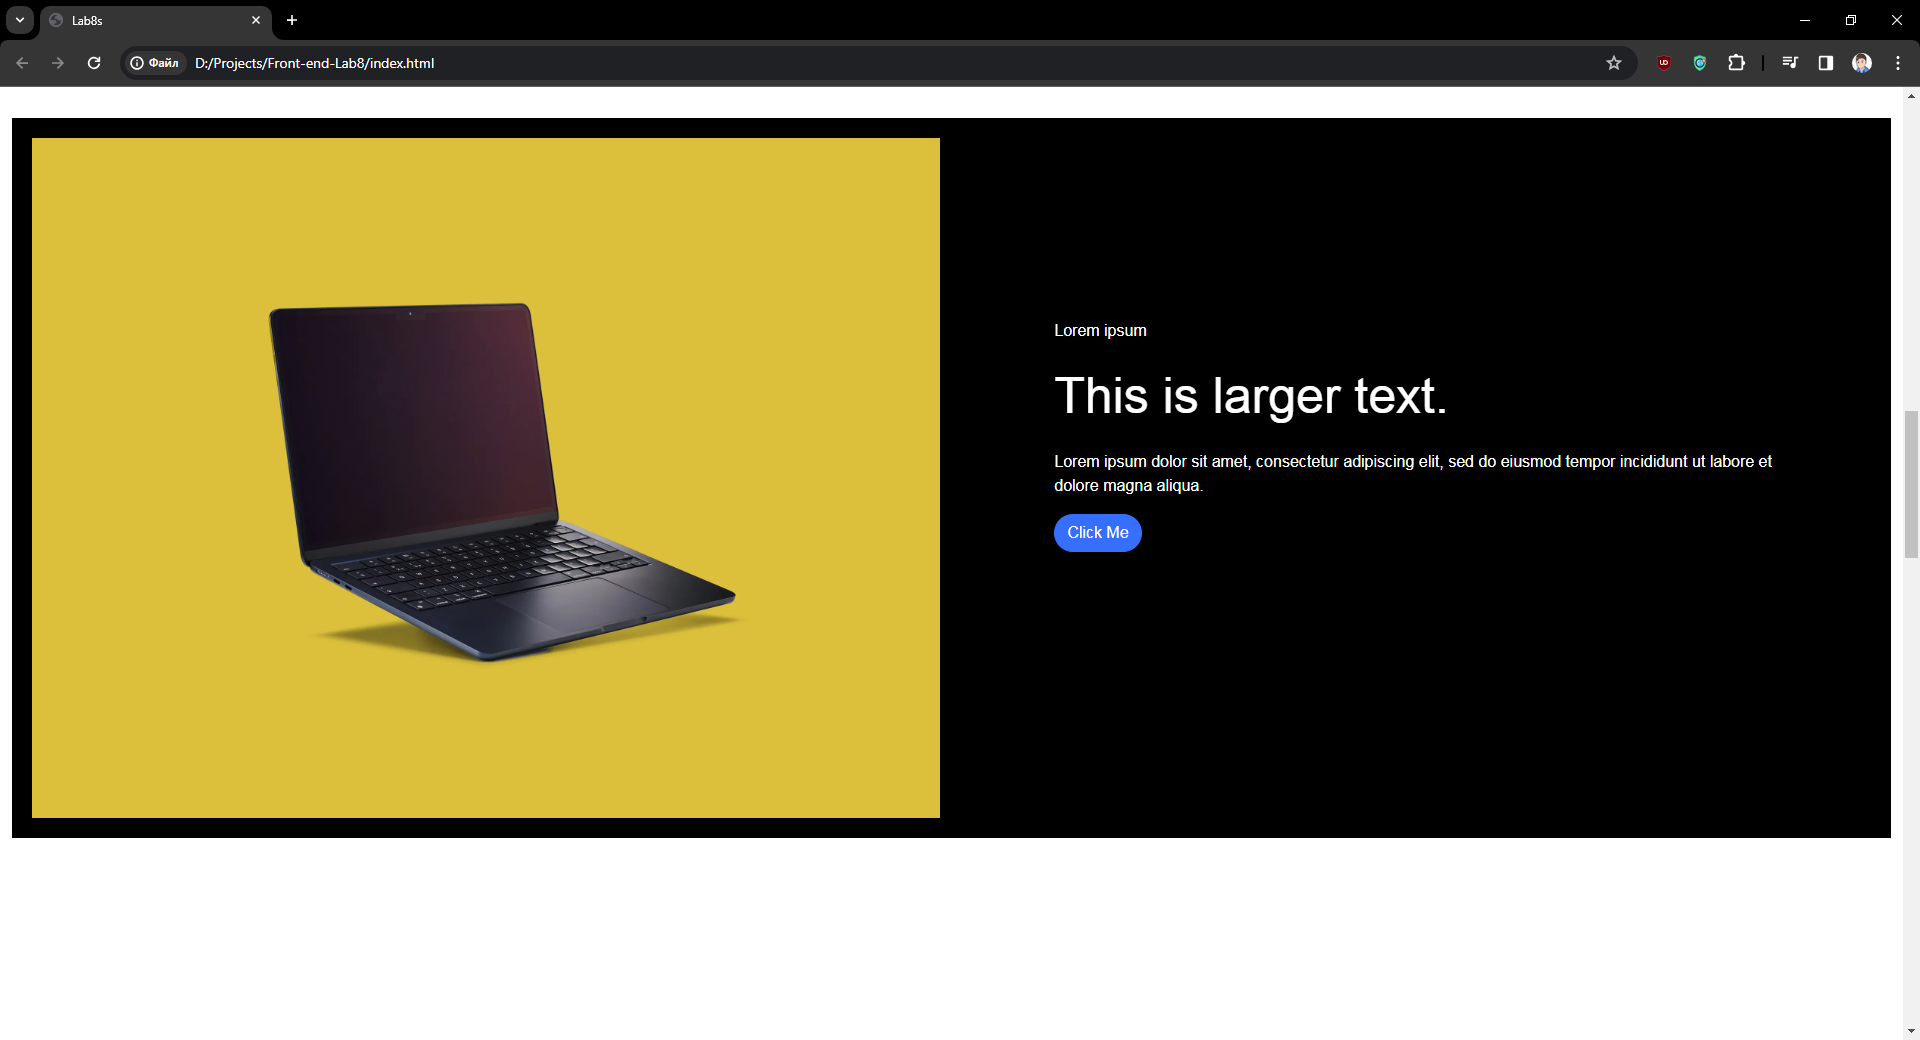 Lab8s
Файл D:/Projects/Front-end-Lab8/index.html
Lorem ipsum
This is larger text.
Lorem ipsum dolor sit amet, consectetur adipiscing elit, sed do eiusmod tempor incididunt ut labore et
dolore magna aliqua.
Click Me